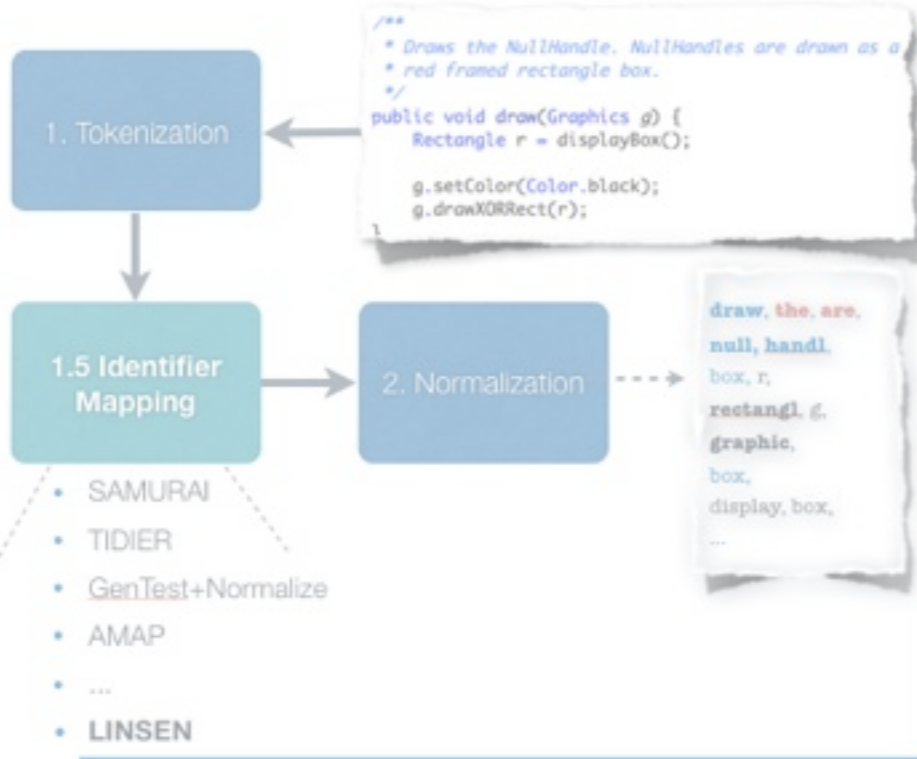 /**
* Draws the NullHandle. NullHandles are drawn as a
* red framed rectangle box.
*/
public void draw(Graphics g) {
Rectangle r = displayBox();
g.setColor(Color.black);
g.drawXORRect(r);
}
1. Tokenization
1.5 Identifier
Mapping
2. Normalization
draw, the, are,
null, handl,
box, r,
rectangl, g,
graphic,
box,
display, box,
...
• SAMURAI
• TIDIER
• GenTest+Normalize
• AMAP
• ...
• LINSEN